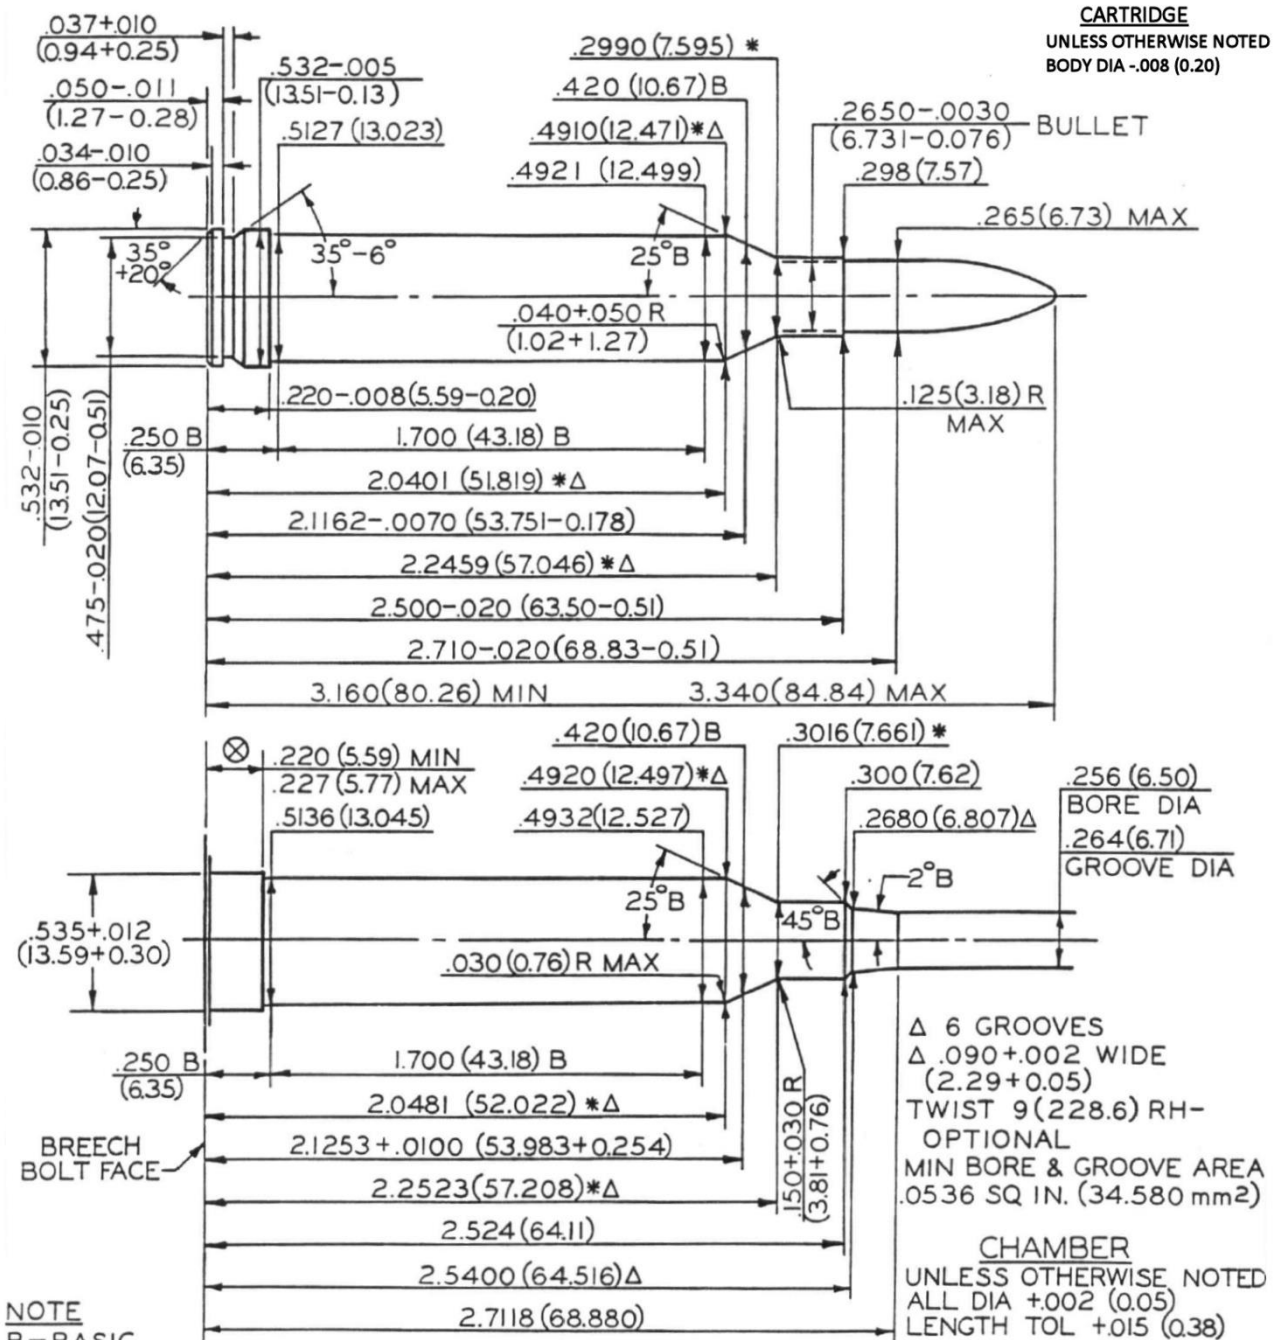 CARTRIDGE
UNLESS OTHERWISE NOTED
BODY DIA -.008 (0.20)
.037+.010
(0.94+0.25)
.050-.011
(1.27-0.28)
.034-.010
(0.86-0.25)
.532-.005
(13.51-0.13)
.5127 (13.023)
.2990 (7.595) *
.420 (10.67) B
.4910(12.471)*Δ
.4921 (12.499)
.2650-.0030
(6.731-0.076)
BULLET
.298(7.57)
.265(6.73) MAX
35°
+20°
35°-6°
25°B
.040+.050 R
(1.02+1.27)
.125(3.18) R
MAX
.532-.010
(13.51-0.25)
.475-.020(12.07-0.51)
.220-.008(5.59-0.20)
.250 B
(6.35)
1.700 (43.18) B
2.0401 (51.819) *Δ
2.1162-.0070 (53.751-0.178)
2.2459(57.046) *Δ
2.500-.020 (63.50-0.51)
2.710-.020(68.83-0.51)
3.160(80.26) MIN
3.340(84.84) MAX
⊗
.220 (5.59) MIN
.227 (5.77) MAX
.5136(13.045)
.420(10.67) B
.4920 (12.497)*Δ
.4932(12.527)
.3016(7.661) *
.300 (7.62)
.2680(6.807)Δ
.256 (6.50)
BORE DIA
.264(6.71)
GROOVE DIA
25°B
45°B
2°B
.535+.012
(13.59+0.30)
.030(0.76) R MAX
.250 B
(6.35)
1.700 (43.18) B
2.0481 (52.022) *Δ
2.1253+.0100 (53.983+0.254)
2.2523(57.208)*Δ
2.524(64.11)
2.5400(64.516)Δ
2.7118 (68.880)
.150+.030 R
(3.81+0.76)
BREECH
BOLT FACE
Δ 6 GROOVES
Δ .090+.002 WIDE
(2.29+0.05)
TWIST 9(228.6) RH-
OPTIONAL
MIN BORE & GROOVE AREA
.0536 SQ IN. (34.580 mm2)
CHAMBER
UNLESS OTHERWISE NOTED
ALL DIA +.002 (0.05)
LENGTH TOL +.015 (0.38)
NOTE
B=BASIC